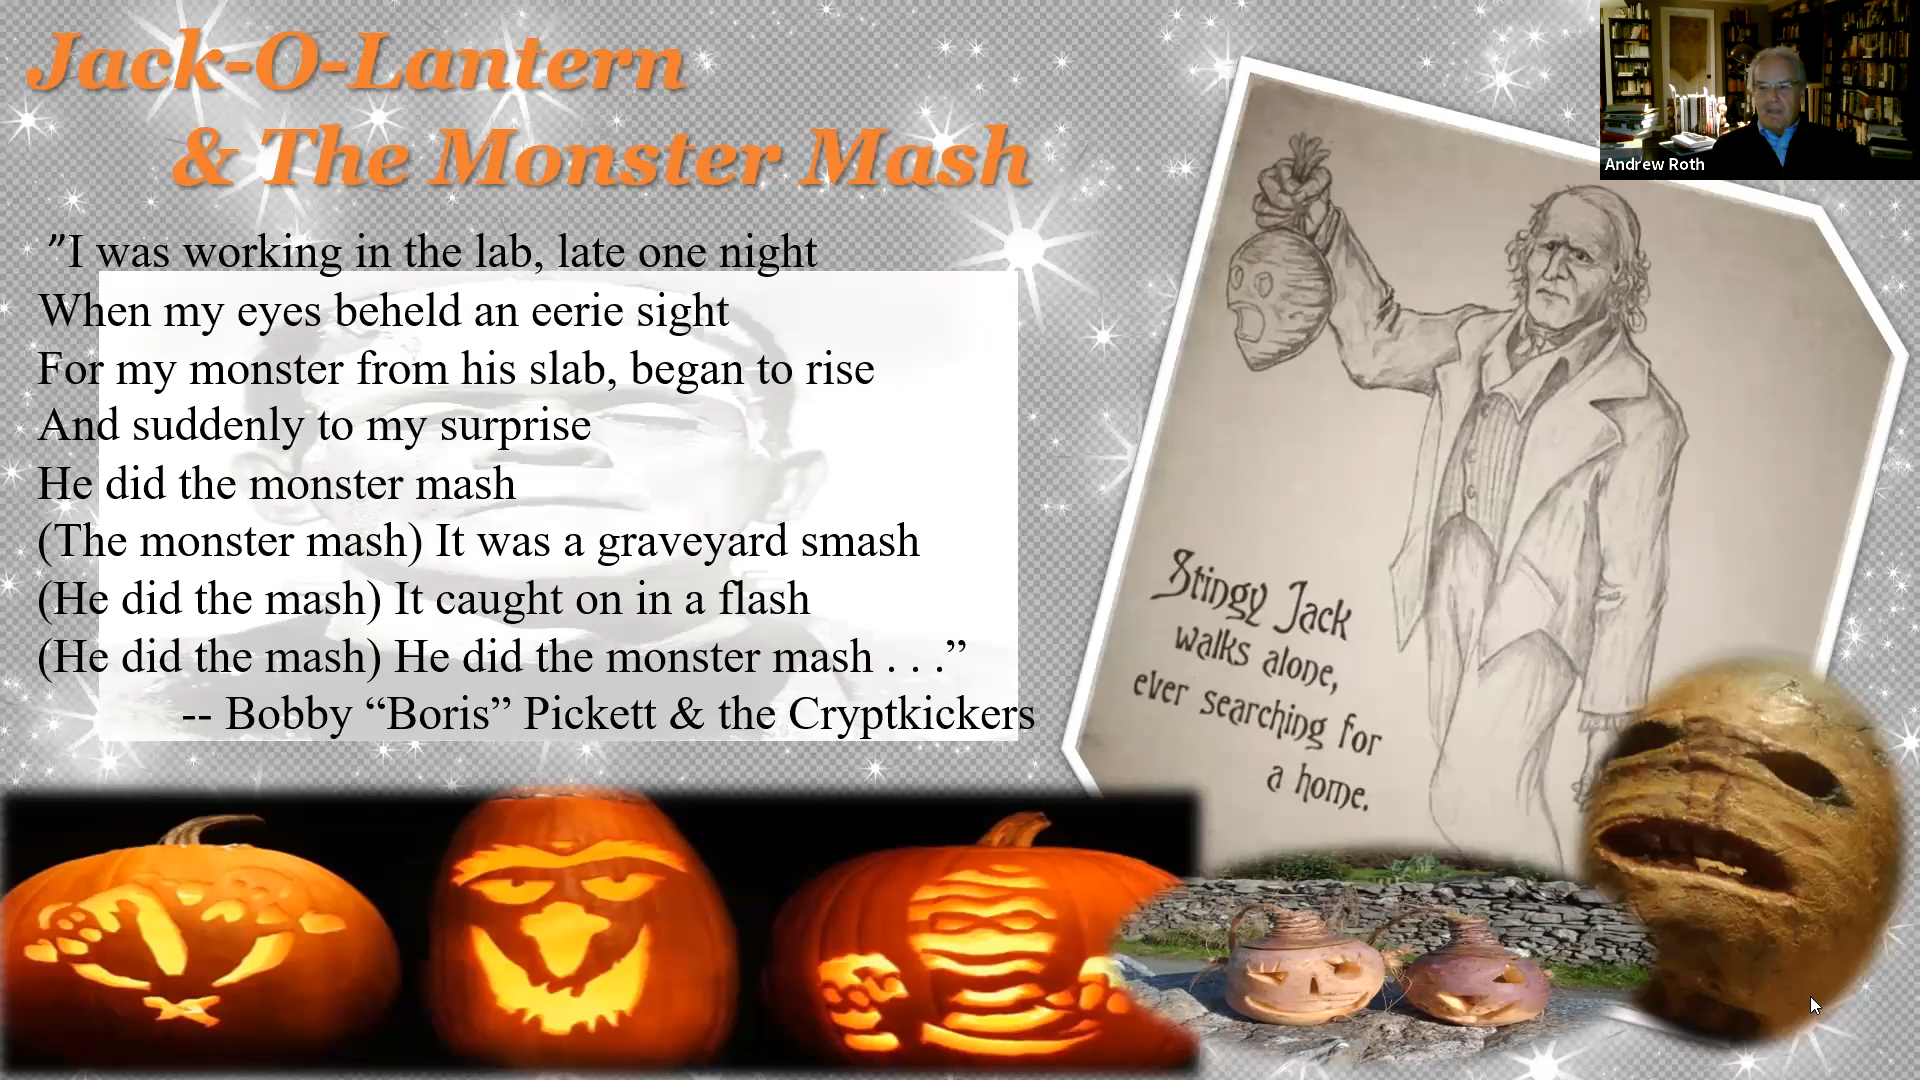 Jack-O-Lantern
& The Monster Mash
"I was working in the lab, late one night
When my eyes beheld an eerie sight
For my monster from his slab, began to rise
And suddenly to my surprise
He did the monster mash
(The monster mash) It was a graveyard smash
(He did the mash) It caught on in a flash
(He did the mash) He did the monster mash . . .”
-- Bobby “Boris” Pickett & the Cryptkickers
Stingy Jack
walks alone,
ever searching for
a home.
Andrew Roth